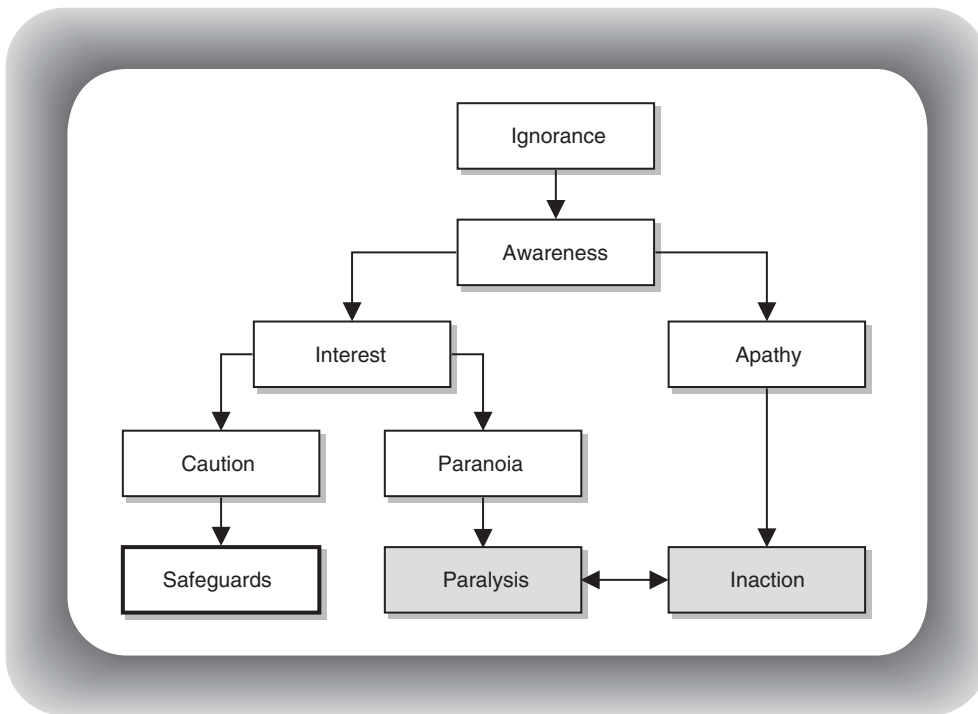 Ignorance
Awareness
Interest
Apathy
Caution
Paranoia
Safeguards
Paralysis
Inaction